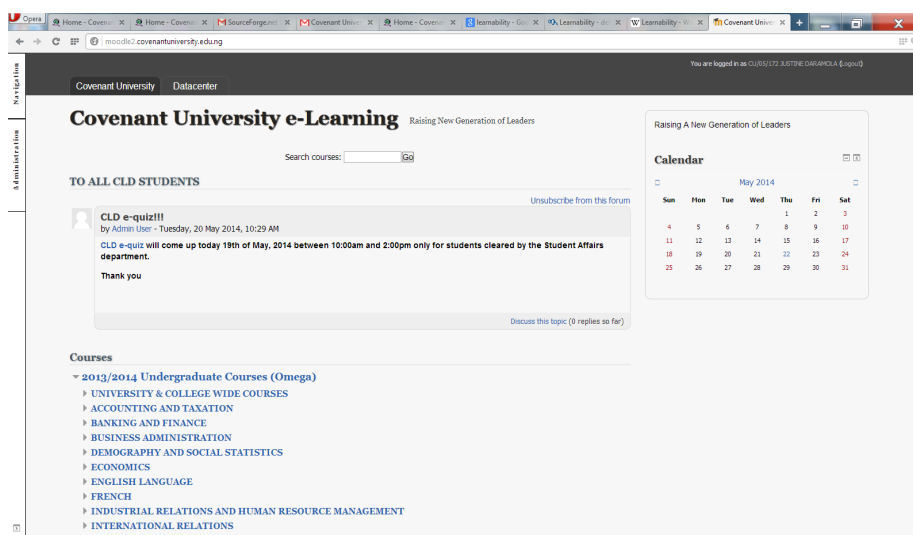 Opera
Home - Covenan
Home - Covenan
SourceForge.net
Covenant Univer
Home - Covenan
learnability - Goo
Learnability - def
Learnability - Wi
Covenant Univer
moodle2.covenantuniversity.edu.ng
Navigation
Administration
You are logged in as CU/05/172 JUSTINE DARAMOLA (Logout)
Covenant University Datacenter
Covenant University e-Learning Raising New Generation of Leaders
Search courses: Go
TO ALL CLD STUDENTS
Unsubscribe from this forum
CLD e-quiz!!!
by Admin User - Tuesday, 20 May 2014, 10:29 AM
CLD e-quiz will come up today 19th of May, 2014 between 10:00am and 2:00pm only for students cleared by the Student Affairs
department.
Thank you
Discuss this topic (0 replies so far)
Courses
2013/2014 Undergraduate Courses (Omega)
UNIVERSITY & COLLEGE WIDE COURSES
ACCOUNTING AND TAXATION
BANKING AND FINANCE
BUSINESS ADMINISTRATION
DEMOGRAPHY AND SOCIAL STATISTICS
ECONOMICS
ENGLISH LANGUAGE
FRENCH
INDUSTRIAL RELATIONS AND HUMAN RESOURCE MANAGEMENT
INTERNATIONAL RELATIONS
Raising A New Generation of Leaders
Calendar
May 2014
Sun Mon Tue Wed Thu Fri Sat
1 2 3
4 5 6 7 8 9 10
11 12 13 14 15 16 17
18 19 20 21 22 23 24
25 26 27 28 29 30 31